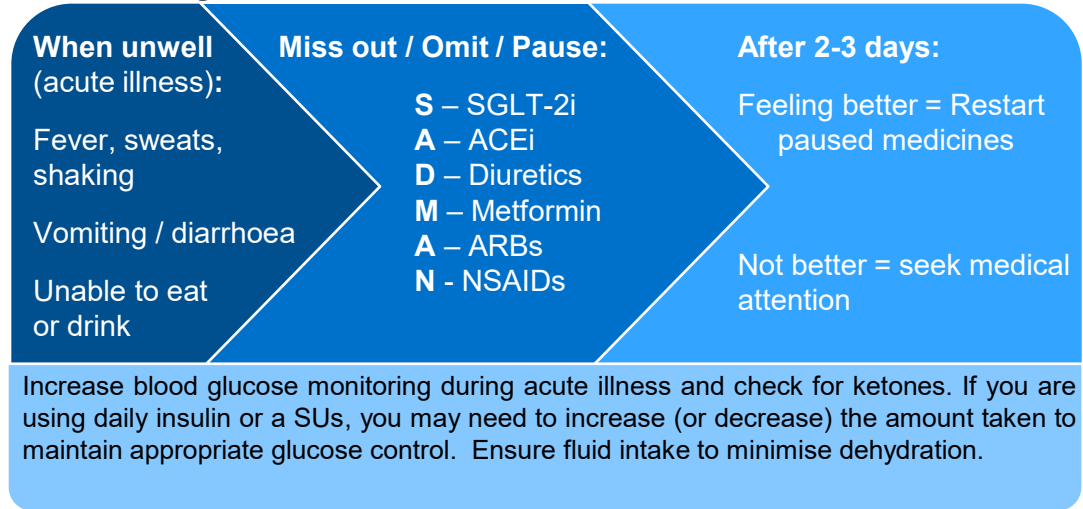 When unwell
(acute illness):
Fever, sweats,
shaking
Vomiting / diarrhoea
Unable to eat
or drink
Miss out / Omit / Pause:
S – SGLT-2i
A – ACEi
D – Diuretics
M – Metformin
A – ARBs
N - NSAIDs
After 2-3 days:
Feeling better = Restart
paused medicines
Not better = seek medical
attention
Increase blood glucose monitoring during acute illness and check for ketones. If you are
using daily insulin or a SUs, you may need to increase (or decrease) the amount taken to
maintain appropriate glucose control.  Ensure fluid intake to minimise dehydration.